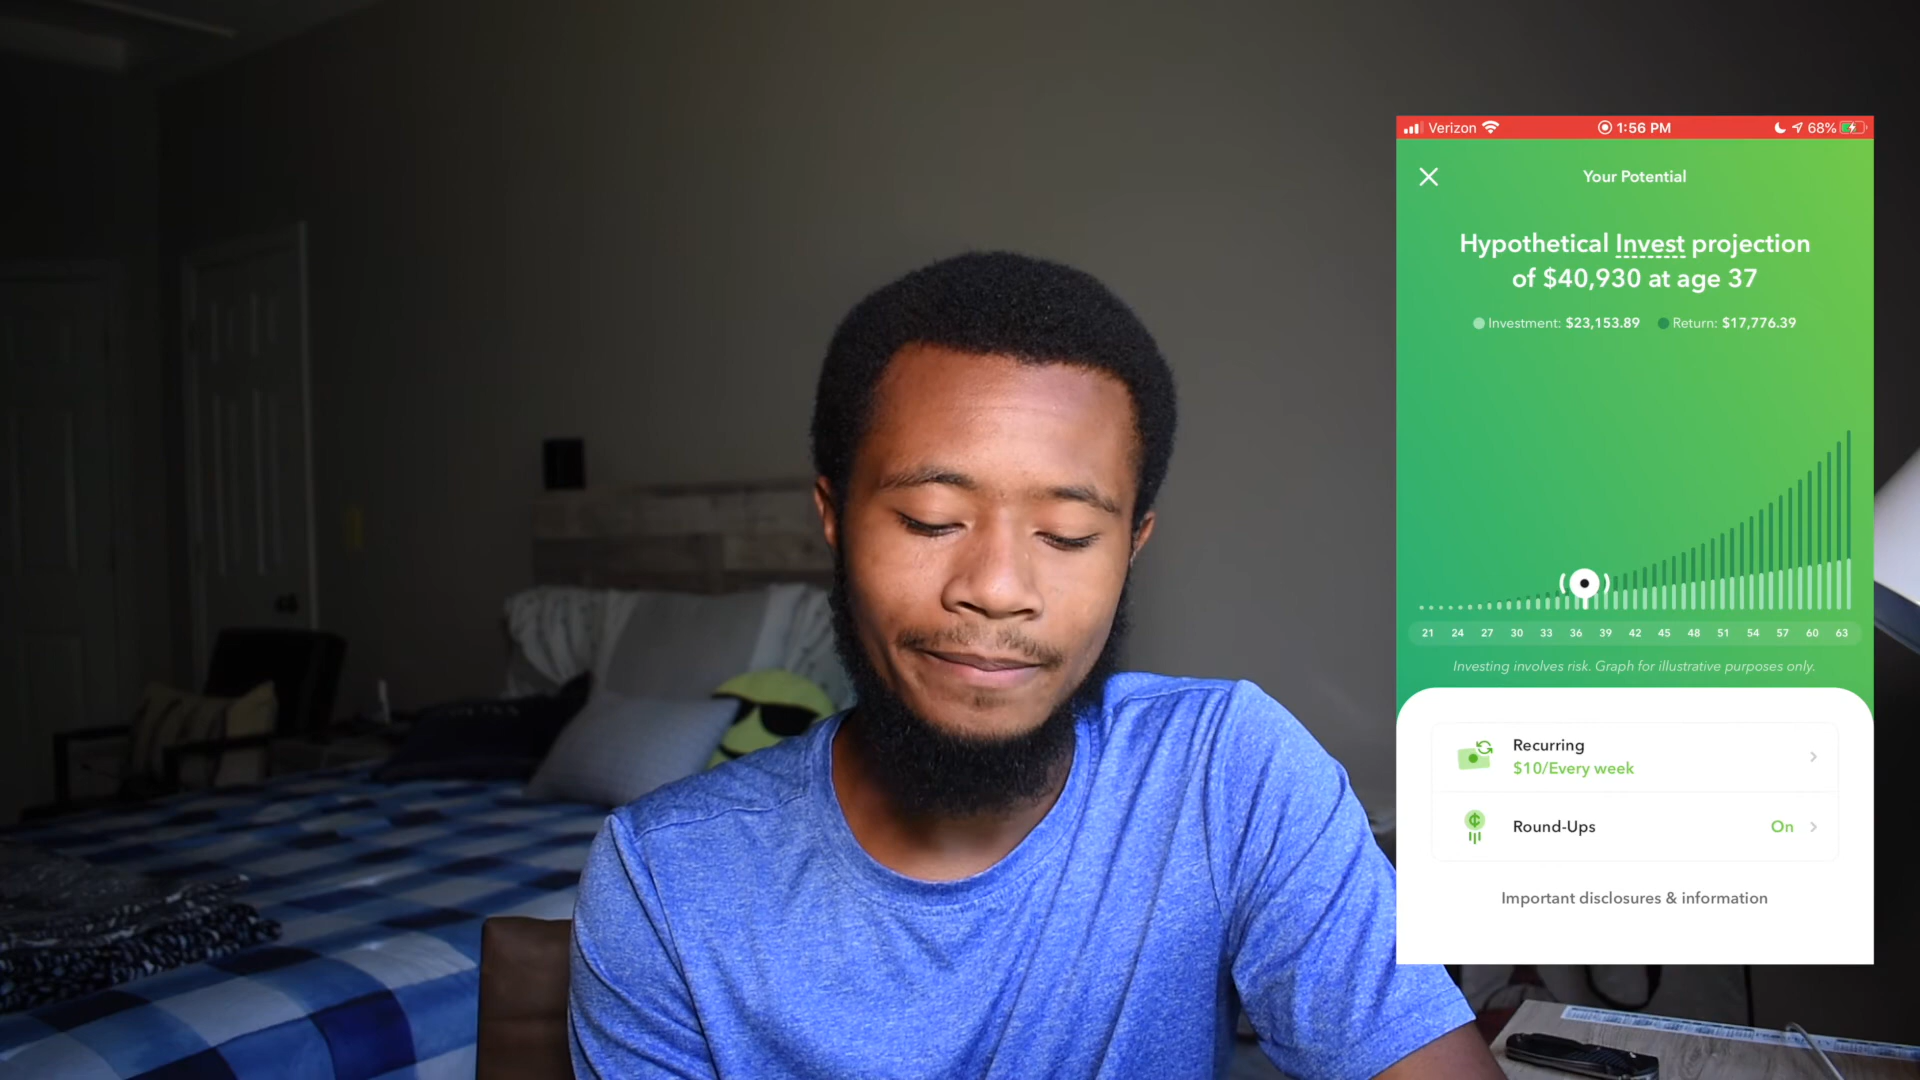 Verizon 1:56 PM 68%
Your Potential
Hypothetical Invest projection
of $40,930 at age 37
Investment: $23,153.89 Return: $17,776.39
21 24 27 30 33 36 39 42 45 48 51 54 57 60 63
Investing involves risk. Graph for illustrative purposes only.
Recurring
$10/Every week
Round-Ups On
Important disclosures & information